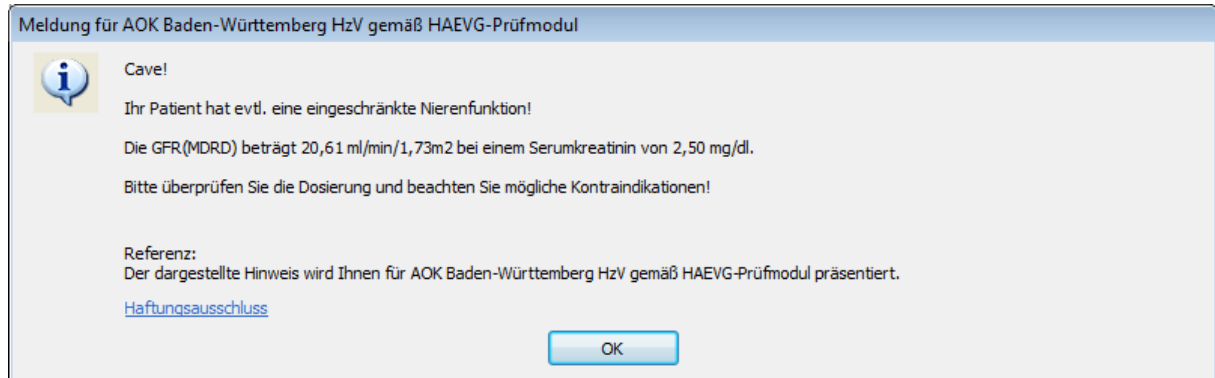 Meldung für AOK Baden-Württemberg HzV gemäß HAEVG-Prüfmodul
Cave!
Ihr Patient hat evtl. eine eingeschränkte Nierenfunktion!
Die GFR(MDRD) beträgt 20,61 ml/min/1,73m2 bei einem Serumkreatinin von 2,50 mg/dl.
Bitte überprüfen Sie die Dosierung und beachten Sie mögliche Kontraindikationen!
Referenz:
Der dargestellte Hinweis wird Ihnen für AOK Baden-Württemberg HzV gemäß HAEVG-Prüfmodul präsentiert.
Haftungsausschluss
OK